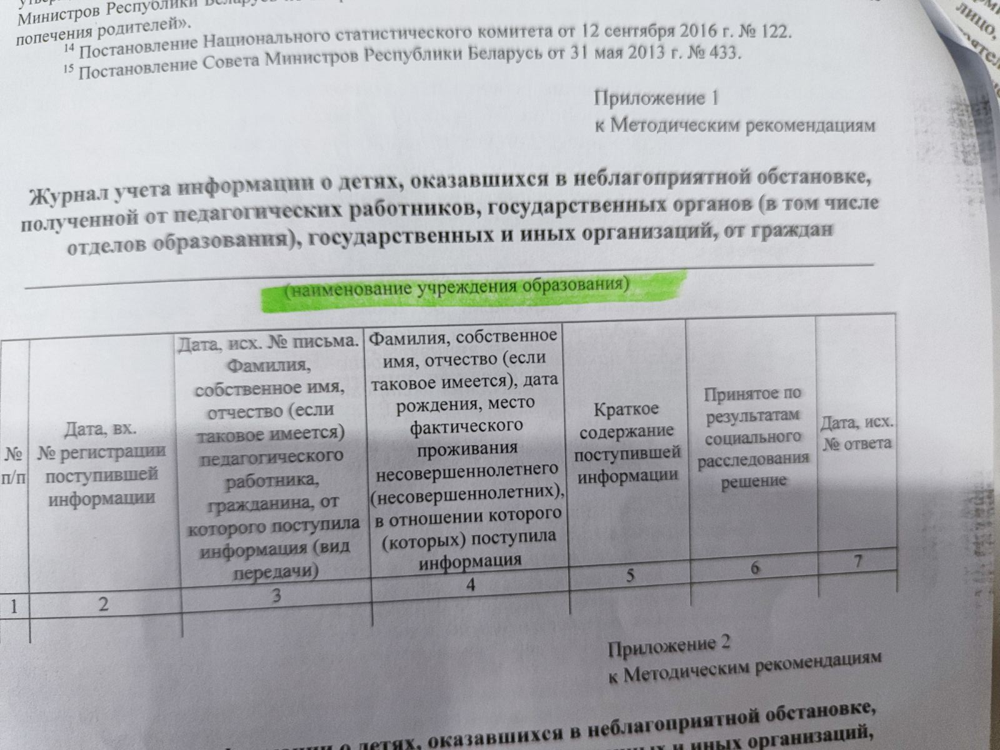 Министров Республики Беларусь
попечения родителей».
14 Постановление Национального статистического комитета от 12 сентября 2016 г. № 122.
15 Постановление Совета Министров Республики Беларусь от 31 мая 2013 г. № 433.
Приложение 1
к Методическим рекомендациям
Журнал учета информации о детях, оказавшихся в неблагоприятной обстановке,
полученной от педагогических работников, государственных органов (в том числе
отделов образования), государственных и иных организаций, от граждан
(наименование учреждения образования)
№
п/п
Дата, вх.
№ регистрации
поступившей
информации
Дата, исх. № письма.
Фамилия,
собственное имя,
отчество (если
таковое имеется)
педагогического
работника,
гражданина, от
которого поступила
информация (вид
передачи)
Фамилия, собственное
имя, отчество (если
таковое имеется), дата
рождения, место
фактического
проживания
несовершеннолетнего
(несовершеннолетних),
в отношении которого
(которых) поступила
информация
Краткое
содержание
поступившей
информации
Принятое по
результатам
социального
расследования
решение
Дата, исх.
№ ответа
1 2 3 4 5 6 7
Приложение 2
к Методическим рекомендациям
о детях, оказавшихся в неблагоприятной обстановке,
и иных организаций,
лицо,